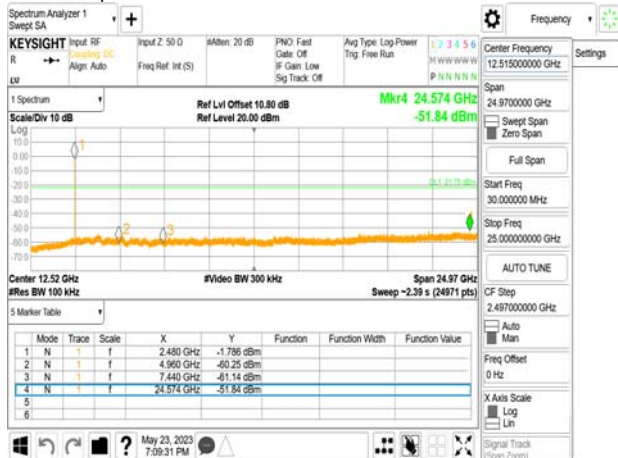 Spectrum Analyzer 1
Swept SA
+
Frequency
KEYSIGHT
R
LXI
Input: RF
Coupling: DC
Align: Auto
Input Z: 50 Ω
Freq Ref: Int (S)
#Atten: 20 dB
PNO: Fast
Gate: Off
IF Gain: Low
Sig Track: Off
Avg Type: Log-Power
Trig: Free Run
1 2 3 4 5 6
M W W W W W
P N N N N N
Center Frequency
12.515000000 GHz
Settings
Span
24.9700000 GHz
Swept Span
Zero Span
Full Span
Start Freq
30.000000 MHz
Stop Freq
25.000000000 GHz
AUTO TUNE
CF Step
2.497000000 GHz
Auto
Man
Freq Offset
0 Hz
X Axis Scale
Log
Lin
Signal Track
(Span Zoom)
1 Spectrum
Scale/Div 10 dB
Ref Lvl Offset 10.80 dB
Ref Level 20.00 dBm
Mkr4 24.574 GHz
-51.84 dBm
Log
10.0
0.00
-10.0
-20.0
-30.0
-40.0
-50.0
-60.0
-70.0
1
2
3
Center 12.52 GHz
#Res BW 100 kHz
#Video BW 300 kHz
Span 24.97 GHz
Sweep ~2.39 s (24971 pts)
5 Marker Table
Mode Trace Scale X Y Function Function Width Function Value
1 N 1 f 2.480 GHz -1.786 dBm
2 N 1 f 4.960 GHz -60.25 dBm
3 N 1 f 7.440 GHz -61.14 dBm
4 N 1 f 24.574 GHz -51.84 dBm
5
6
?
May 23, 2023
7:09:31 PM